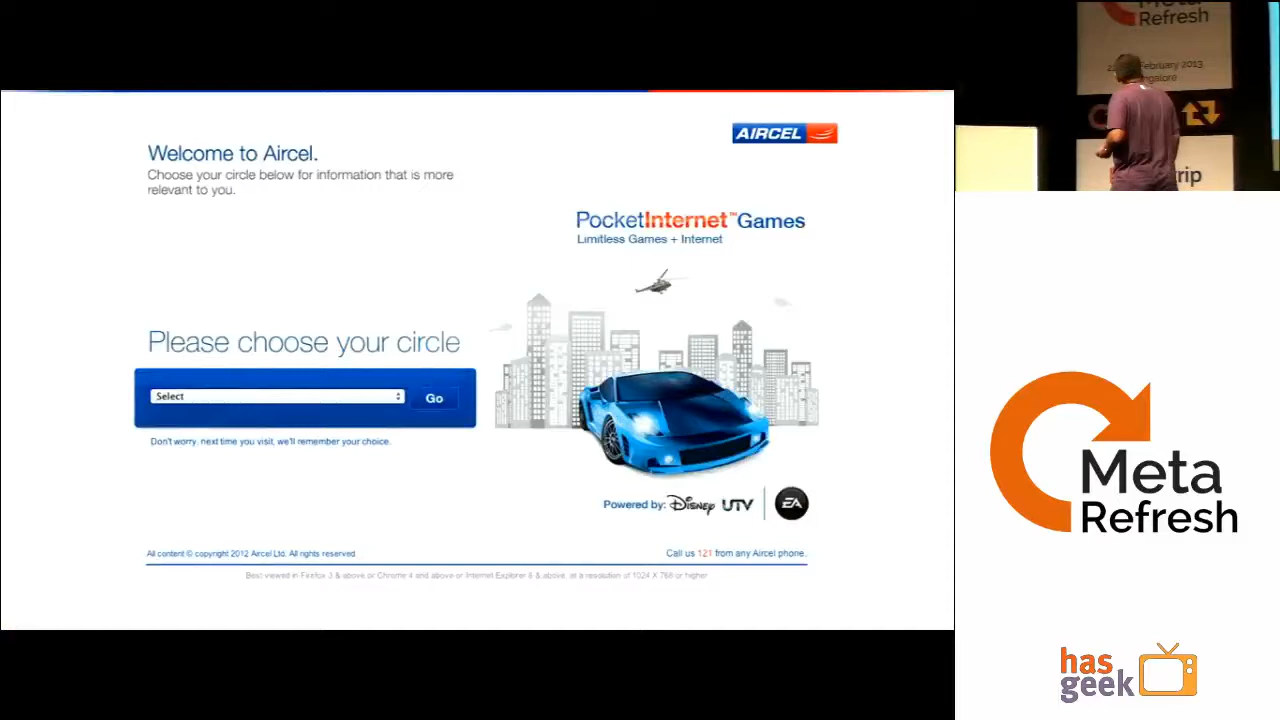 Welcome to Aircel.
Choose your circle below for information that is more
relevant to you.
AIRCEL
PocketInternet™Games
Limitless Games + Internet
Please choose your circle
Select
Go
Don't worry, next time you visit, we'll remember your choice.
Powered by: Disney UTV EA
All content © copyright 2012 Aircel Ltd. All rights reserved
Call us 121 from any Aircel phone.
Best viewed in Firefox 3 & above or Chrome 4 and above or Internet Explorer 6 & above, at a resolution of 1024 X 768 or higher
Refresh
February 2013
Meta
Refresh
has
geek